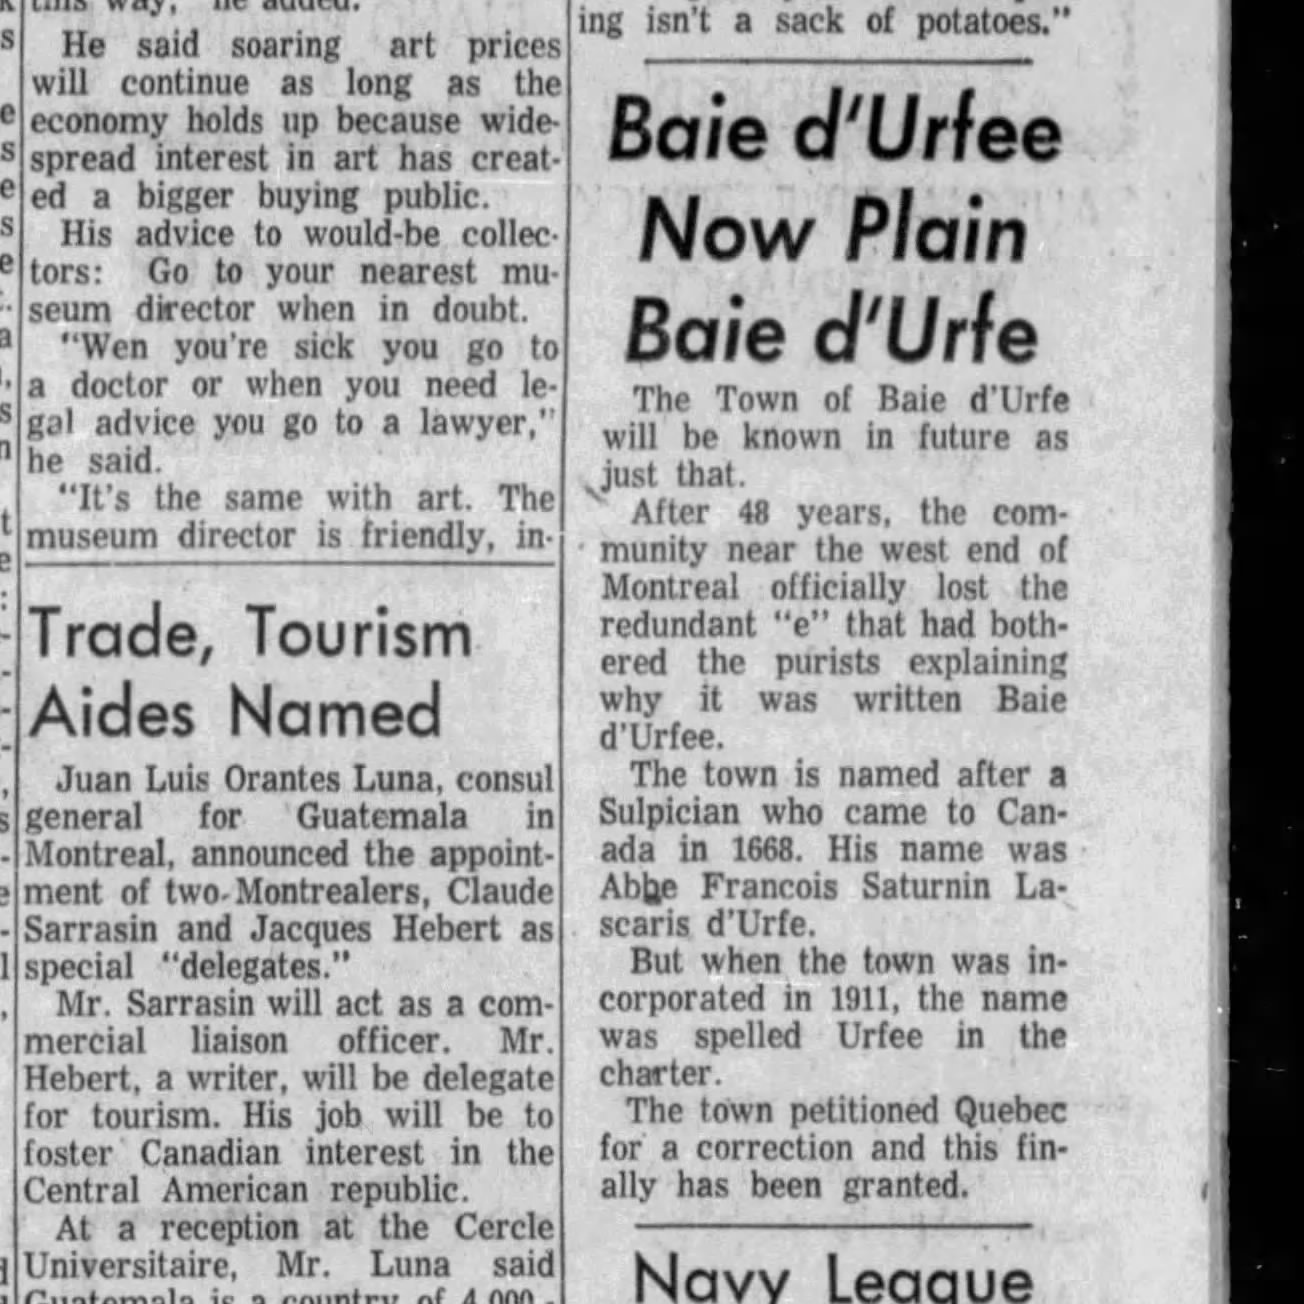 this way," he added.
He said soaring art prices
will continue as long as the
economy holds up because wide-
spread interest in art has creat-
ed a bigger buying public.
His advice to would-be collec-
tors: Go to your nearest mu-
seum director when in doubt.
"Wen you're sick you go to
a doctor or when you need le-
gal advice you go to a lawyer,"
he said.
"It's the same with art. The
museum director is friendly, in-
Trade, Tourism
Aides Named
Juan Luis Orantes Luna, consul
general for Guatemala in
Montreal, announced the appoint-
ment of two Montrealers, Claude
Sarrasin and Jacques Hebert as
special "delegates."
Mr. Sarrasin will act as a com-
mercial liaison officer. Mr.
Hebert, a writer, will be delegate
for tourism. His job will be to
foster Canadian interest in the
Central American republic.
At a reception at the Cercle
Universitaire, Mr. Luna said
Guatemala is a country of 4,000,-
ing isn't a sack of potatoes."
Baie d'Urfee
Now Plain
Baie d'Urfe
The Town of Baie d'Urfe
will be known in future as
just that.
After 48 years, the com-
munity near the west end of
Montreal officially lost the
redundant "e" that had both-
ered the purists explaining
why it was written Baie
d'Urfee.
The town is named after a
Sulpician who came to Can-
ada in 1668. His name was
Abbe Francois Saturnin La-
scaris d'Urfe.
But when the town was in-
corporated in 1911, the name
was spelled Urfee in the
charter.
The town petitioned Quebec
for a correction and this fin-
ally has been granted.
Navy League